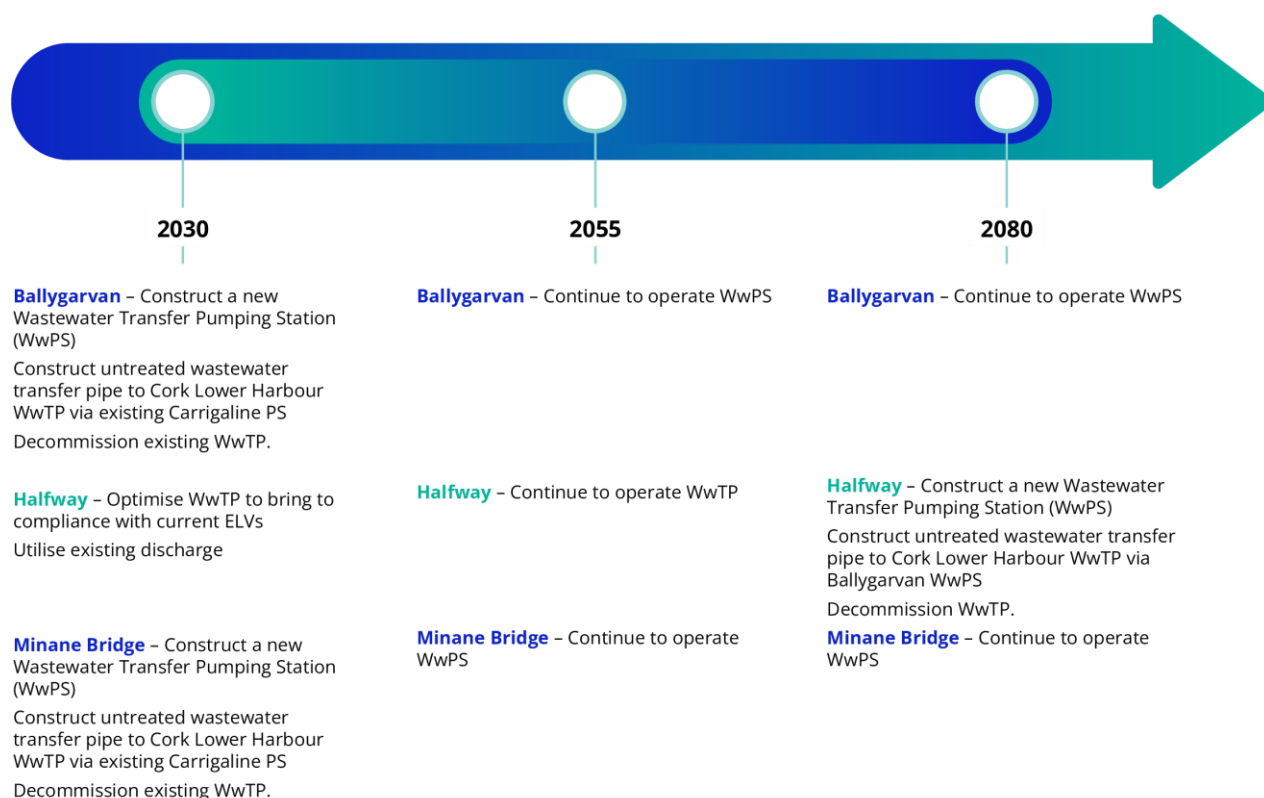 2030
2055
2080
Ballygarvan – Construct a new
Wastewater Transfer Pumping Station
(WwPS)
Construct untreated wastewater
transfer pipe to Cork Lower Harbour
WwTP via existing Carrigaline PS
Decommission existing WwTP.
Halfway – Optimise WwTP to bring to
compliance with current ELVs
Utilise existing discharge
Minane Bridge – Construct a new
Wastewater Transfer Pumping Station
(WwPS)
Construct untreated wastewater
transfer pipe to Cork Lower Harbour
WwTP via existing Carrigaline PS
Decommission existing WwTP.
Ballygarvan – Continue to operate WwPS
Halfway – Continue to operate WwTP
Minane Bridge – Continue to operate
WwPS
Ballygarvan – Continue to operate WwPS
Halfway – Construct a new Wastewater
Transfer Pumping Station (WwPS)
Construct untreated wastewater transfer
pipe to Cork Lower Harbour WwTP via
Ballygarvan WwPS
Decommission WwTP.
Minane Bridge – Continue to operate
WwPS